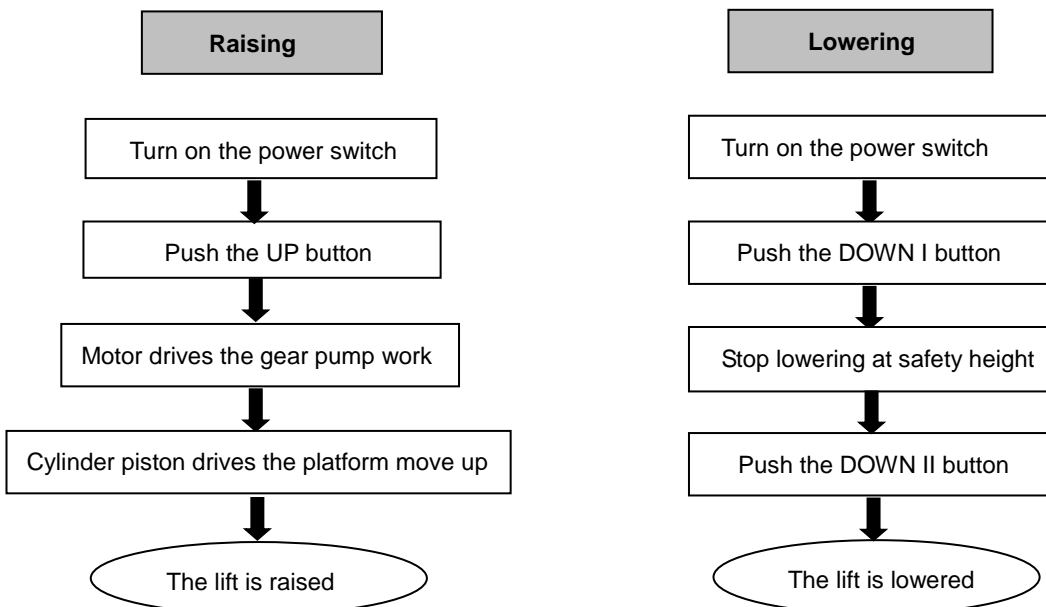 Raising
Turn on the power switch
Push the UP button
Motor drives the gear pump work
Cylinder piston drives the platform move up
The lift is raised
Lowering
Turn on the power switch
Push the DOWN I button
Stop lowering at safety height
Push the DOWN II button
The lift is lowered